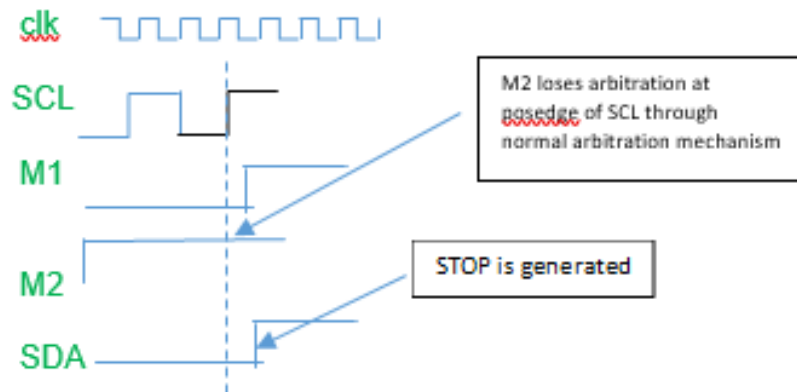 clk
SCL
M2 loses arbitration at
posedge of SCL through
normal arbitration mechanism
M1
M2
STOP is generated
SDA